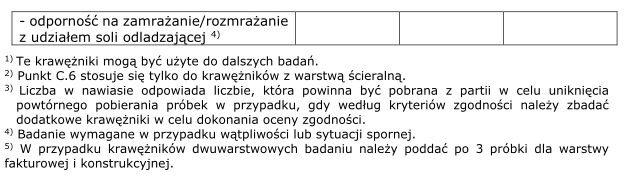 - odporność na zamrażanie/rozmrażanie
z udziałem soli odladzającej 4)
1) Te krawężniki mogą być użyte do dalszych badań.
2) Punkt C.6 stosuje się tylko do krawężników z warstwą ścieralną.
3) Liczba w nawiasie odpowiada liczbie, która powinna być pobrana z partii w celu uniknięcia
powtórnego pobierania próbek w przypadku, gdy według kryteriów zgodności należy zbadać
dodatkowe krawężniki w celu dokonania oceny zgodności.
4) Badanie wymagane w przypadku wątpliwości lub sytuacji spornej.
5) W przypadku krawężników dwuwarstwowych badaniu należy poddać po 3 próbki dla warstwy
fakturowej i konstrukcyjnej.